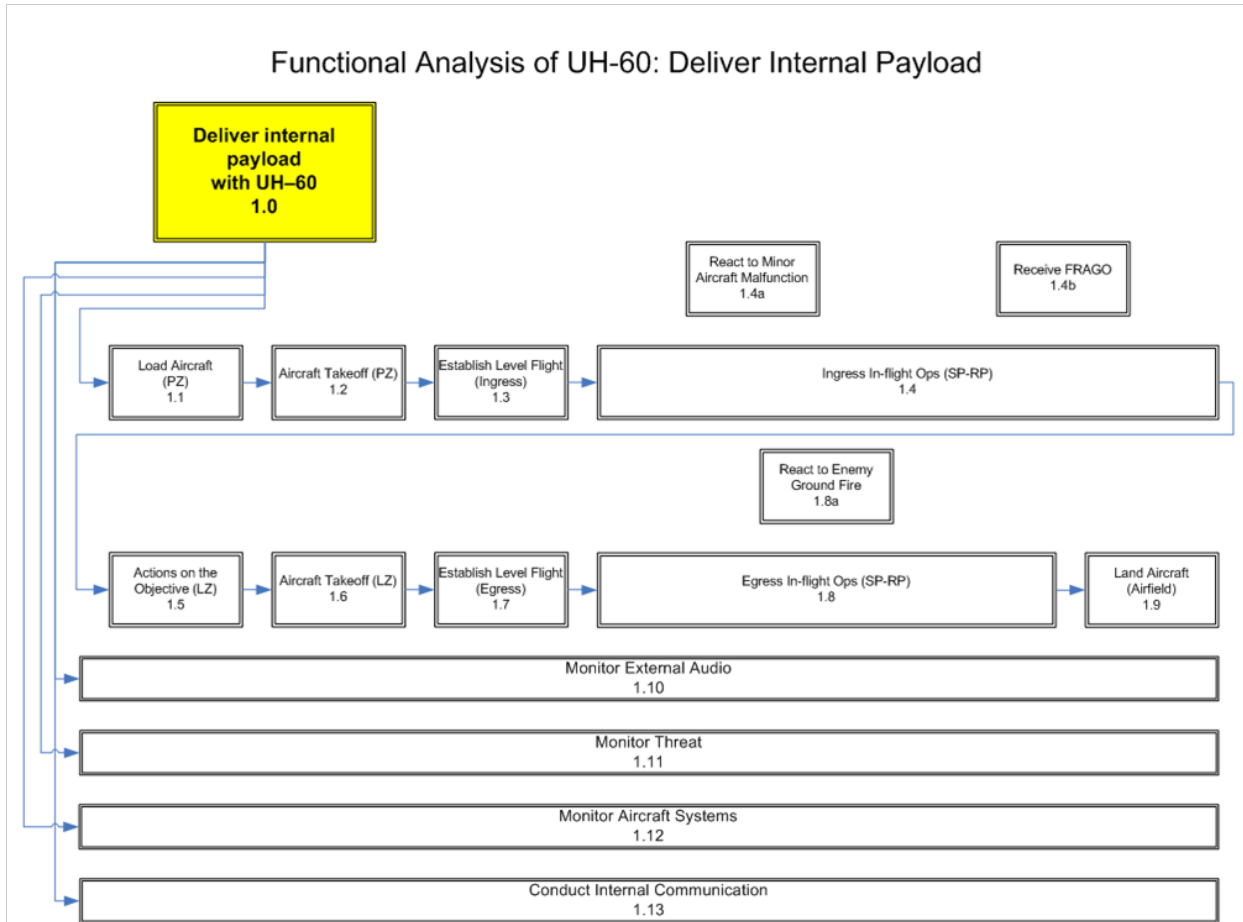 Functional Analysis of UH-60: Deliver Internal Payload
Deliver internal
payload
with UH–60
1.0
React to Minor
Aircraft Malfunction
1.4a
Receive FRAGO
1.4b
Load Aircraft
(PZ)
1.1
Aircraft Takeoff (PZ)
1.2
Establish Level Flight
(Ingress)
1.3
Ingress In-flight Ops (SP-RP)
1.4
React to Enemy
Ground Fire
1.8a
Actions on the
Objective (LZ)
1.5
Aircraft Takeoff (LZ)
1.6
Establish Level Flight
(Egress)
1.7
Egress In-flight Ops (SP-RP)
1.8
Land Aircraft
(Airfield)
1.9
Monitor External Audio
1.10
Monitor Threat
1.11
Monitor Aircraft Systems
1.12
Conduct Internal Communication
1.13